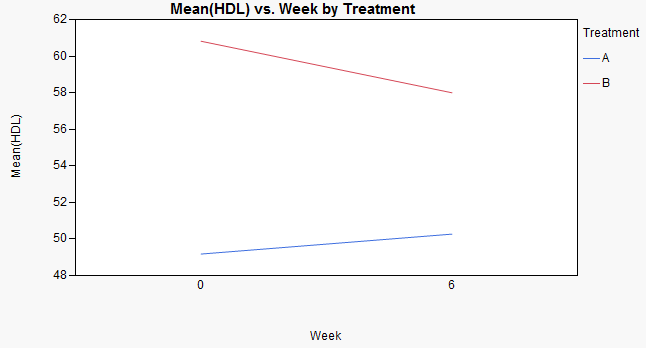 Mean(HDL) vs. Week by Treatment
62
60
58
56
54
52
50
48
Mean(HDL)
0
6
Week
Treatment
A
B